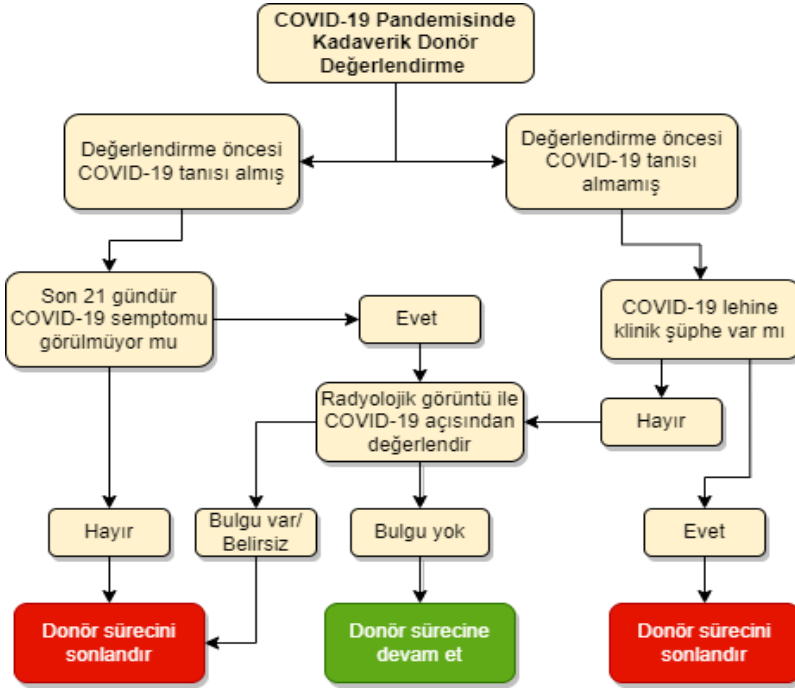 COVID-19 Pandemisinde
Kadaverik Donör
Değerlendirme
Değerlendirme öncesi
COVID-19 tanısı almış
Değerlendirme öncesi
COVID-19 tanısı
almamış
Son 21 gündür
COVID-19 semptomu
görülmüyor mu
Evet
COVID-19 lehine
klinik şüphe var mı
Radyolojik görüntü ile
COVID-19 açısından
değerlendir
Hayır
Hayır
Bulgu var/
Belirsiz
Bulgu yok
Evet
Donör sürecini
sonlandır
Donör sürecine
devam et
Donör sürecini
sonlandır